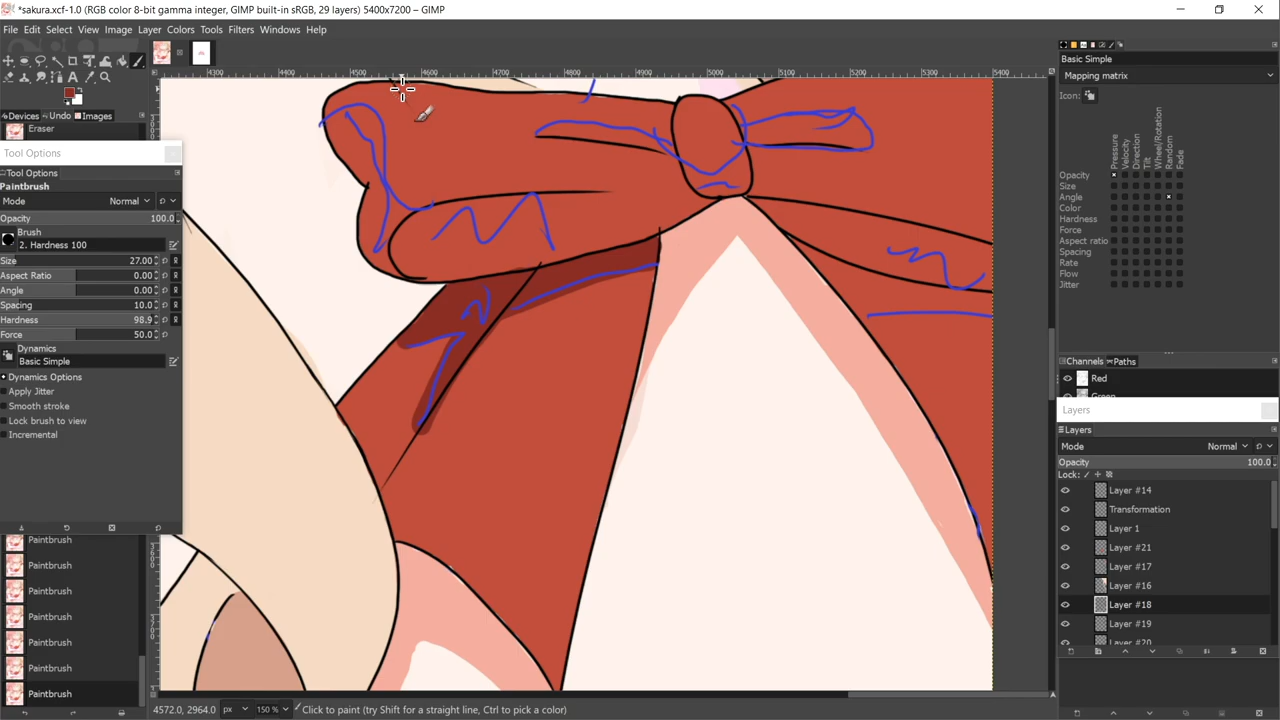 *sakura.xcf-1.0 (RGB color 8-bit gamma integer, GIMP built-in sRGB, 29 layers) 5400x7200 – GIMP
File Edit Select View Image Layer Colors Tools Filters Windows Help
4300 4400 4500 4600 4700 4800 4900 5000 5100 5200 5300 5400
Devices Undo Images
Eraser
Tool Options
Tool Options
Paintbrush
Mode Normal
Opacity 100.0
Brush
2. Hardness 100
Size 27.00
Aspect Ratio 0.00
Angle 0.00
Spacing 10.0
Hardness 98.9
Force 50.0
Dynamics
Basic Simple
Dynamics Options
Apply Jitter
Smooth stroke
Lock brush to view
Incremental
Paintbrush
Paintbrush
Paintbrush
Paintbrush
Paintbrush
Paintbrush
Paintbrush
Basic Simple
Mapping matrix
Icon:
Pressure
Velocity
Direction
Tilt
Wheel/Rotation
Random
Fade
Opacity
Size
Angle
Color
Hardness
Force
Aspect ratio
Spacing
Rate
Flow
Jitter
Channels Paths
Red
Green
Layers
Layers
Mode Normal
Opacity 100.0
Lock:
Layer #14
Transformation
Layer 1
Layer #21
Layer #17
Layer #16
Layer #18
Layer #19
Layer #20
4572.0, 2964.0 px 150 % Click to paint (try Shift for a straight line, Ctrl to pick a color)